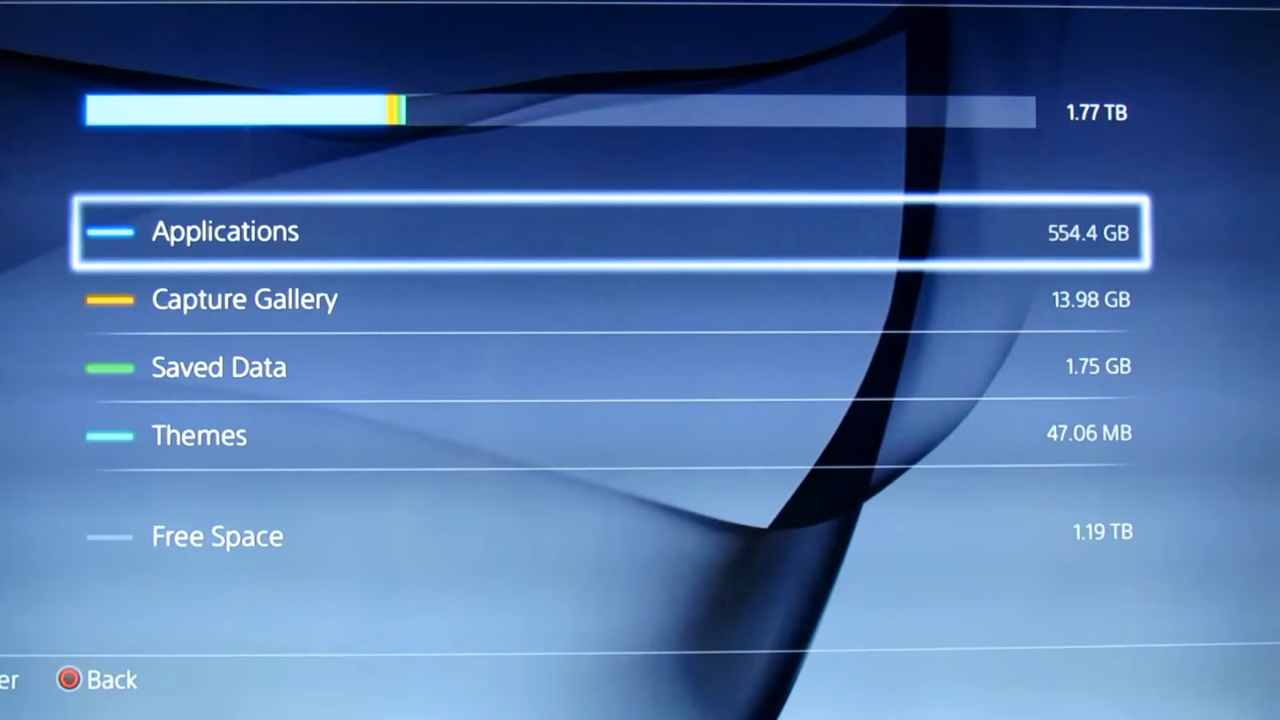 1.77 TB
Applications 554.4 GB
Capture Gallery 13.98 GB
Saved Data 1.75 GB
Themes 47.06 MB
Free Space 1.19 TB
er Back